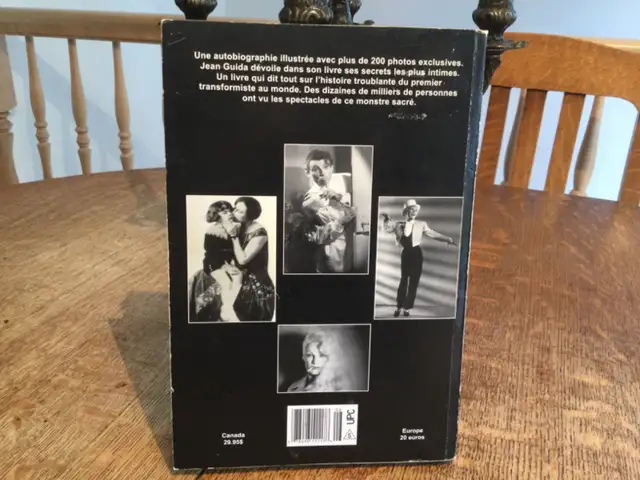 Une autobiographie illustrée avec plus de 200 photos exclusives.
Jean Guida dévoile dans son livre ses secrets les plus intimes.
Un livre qui dit tout sur l'histoire troublante du premier
transformiste au monde. Des dizaines de milliers de personnes
ont vu les spectacles de ce monstre sacré.
UPC
Canada
29.95$
Europe
20 euros